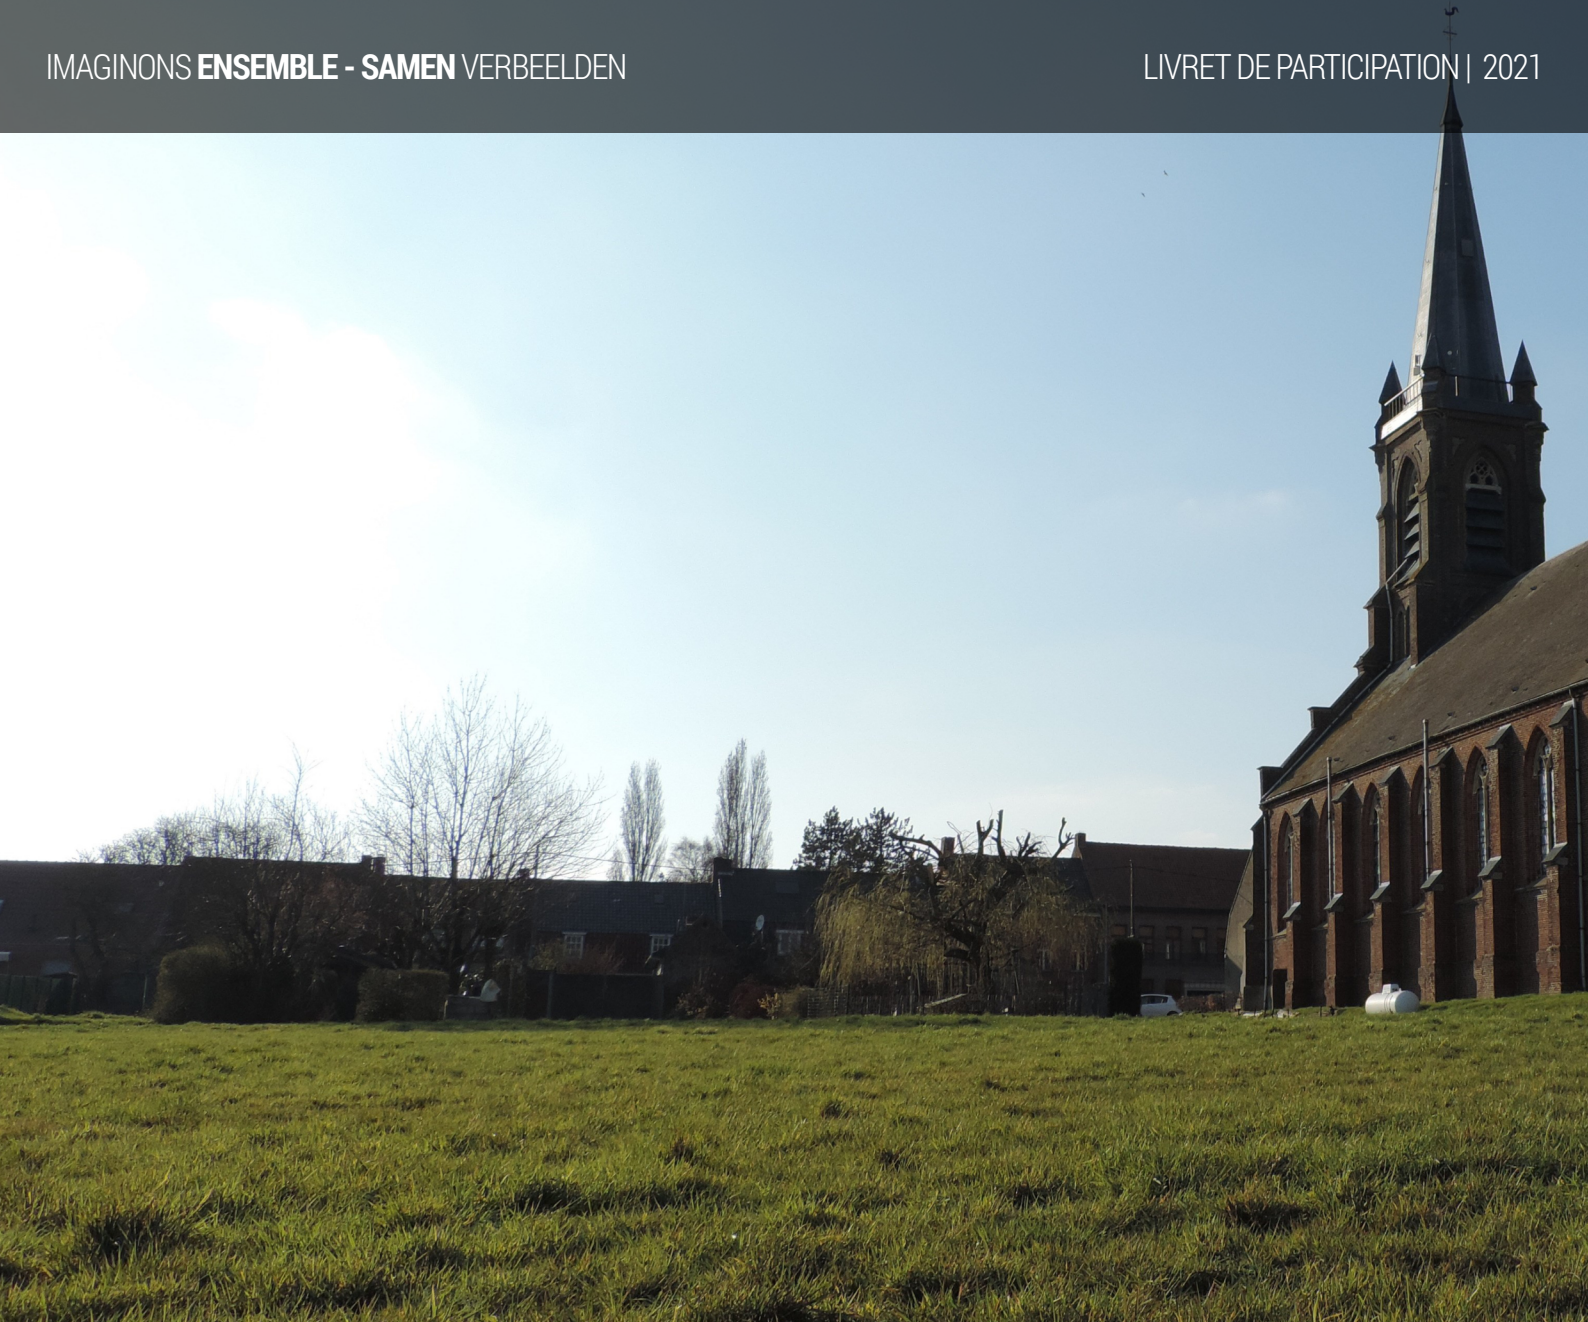 IMAGINONS ENSEMBLE - SAMEN VERBEELDEN
LIVRET DE PARTICIPATION | 2021